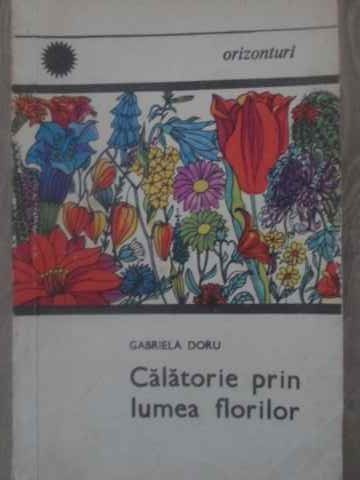 orizonturi
GABRIELA DORU
Călătorie prin
lumea florilor